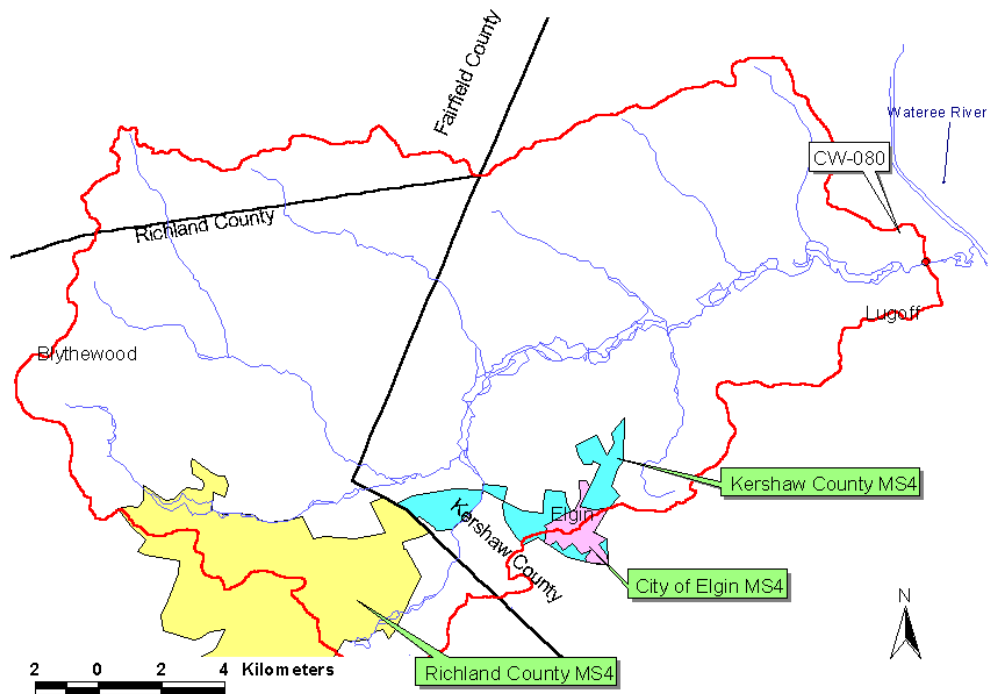 Fairfield County
Wateree River
CW-080
Richland County
Lugoff
Blythewood
Kershaw County MS4
Elgin
Kershaw County
City of Elgin MS4
N
Richland County MS4
2 0 2 4 Kilometers